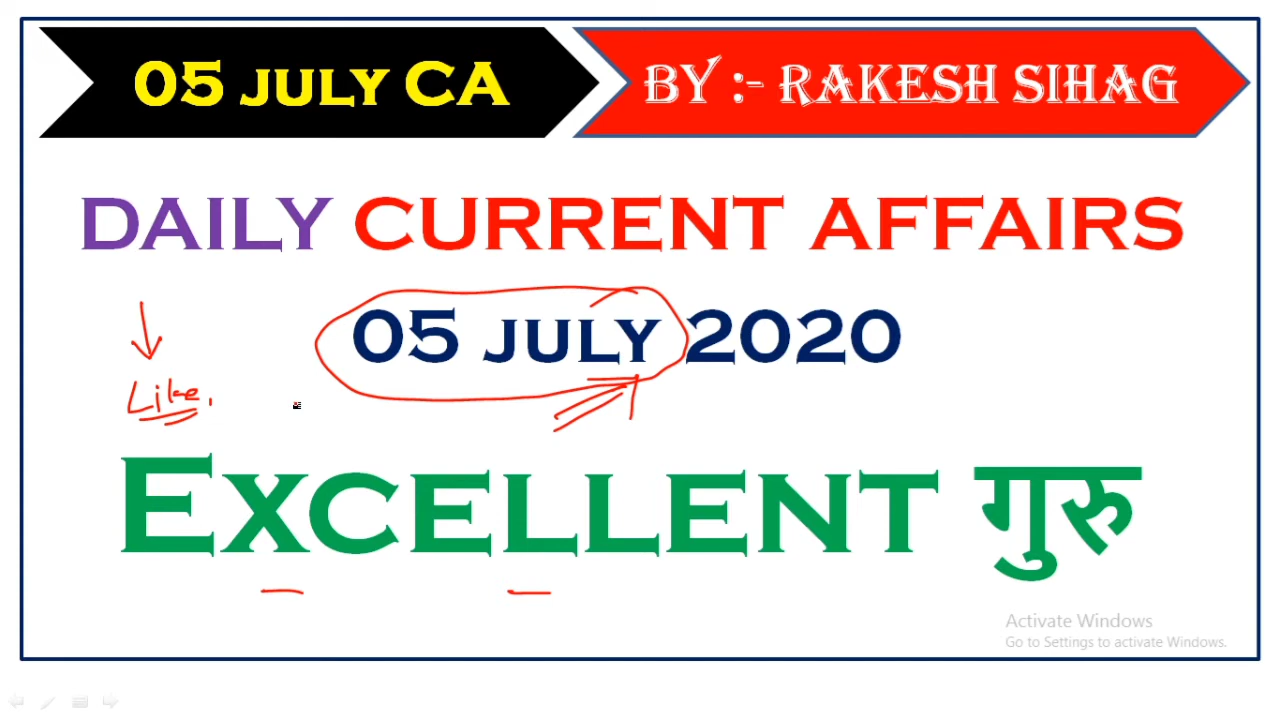 05 JULY CA
BY :- RAKESH SIHAG
DAILY CURRENT AFFAIRS
05 JULY 2020
Like.
EXCELLENT गुरु
Activate Windows
Go to Settings to activate Windows.